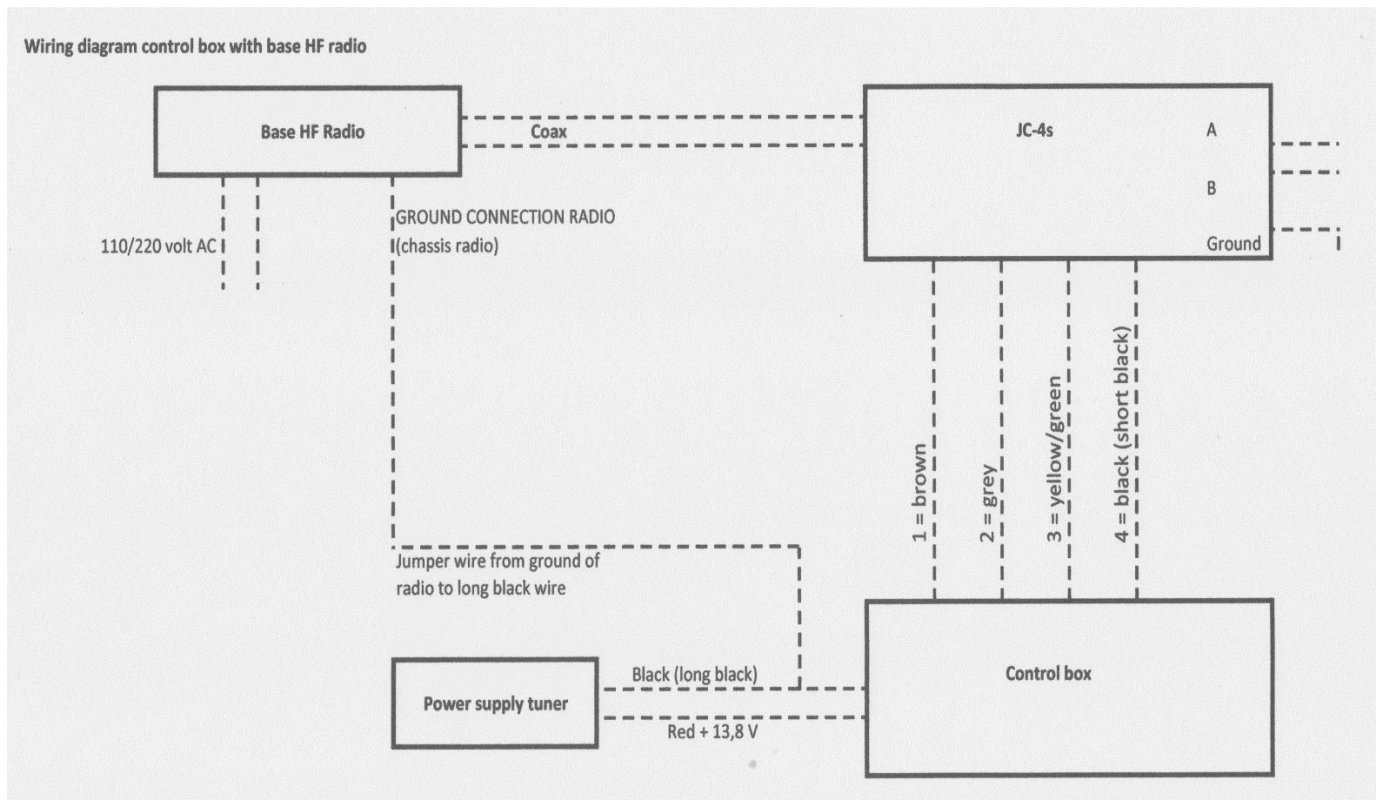 Wiring diagram control box with base HF radio
Base HF Radio
Coax
JC-4s
A
B
Ground
GROUND CONNECTION RADIO
(chassis radio)
110/220 volt AC
1 = brown
2 = grey
3 = yellow/green
4 = black (short black)
Jumper wire from ground of
radio to long black wire
Black (long black)
Power supply tuner
Red + 13,8 V
Control box